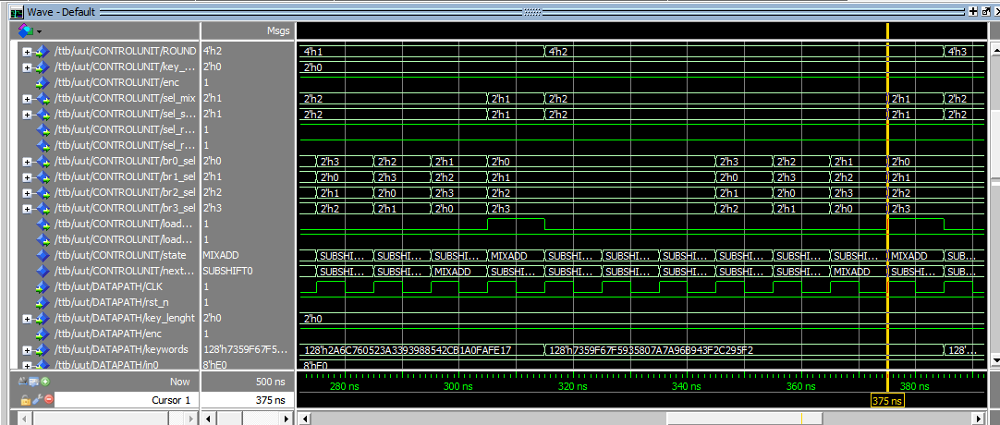 Wave - Default
Msgs
/ttb/uut/CONTROLUNIT/ROUND 4'h2 4'h1 4'h2 4'h3
/ttb/uut/CONTROLUNIT/key_... 2'h0 2'h0
/ttb/uut/CONTROLUNIT/enc 1
/ttb/uut/CONTROLUNIT/sel_mix 2'h1 2'h2 2'h1 2'h2 2'h1 2'h2
/ttb/uut/CONTROLUNIT/sel_s... 2'h1 2'h2 2'h1 2'h2 2'h1 2'h2
/ttb/uut/CONTROLUNIT/sel_r... 1
/ttb/uut/CONTROLUNIT/sel_r... 1
/ttb/uut/CONTROLUNIT/br0_sel 2'h0 2'h3 2'h2 2'h1 2'h0 2'h3 2'h2 2'h1 2'h0
/ttb/uut/CONTROLUNIT/br1_sel 2'h1 2'h0 2'h3 2'h2 2'h1 2'h0 2'h3 2'h2 2'h1
/ttb/uut/CONTROLUNIT/br2_sel 2'h2 2'h1 2'h0 2'h3 2'h2 2'h1 2'h0 2'h3 2'h2
/ttb/uut/CONTROLUNIT/br3_sel 2'h3 2'h2 2'h1 2'h0 2'h3 2'h2 2'h1 2'h0 2'h3
/ttb/uut/CONTROLUNIT/load... 1
/ttb/uut/CONTROLUNIT/load... 1
/ttb/uut/CONTROLUNIT/state MIXADD SUBSHI... SUBSHI... SUBSHI... MIXADD SUBSHI... SUBSHI... SUBSHI... SUBSHI... SUBSHI... SUBSHI... MIXADD SUB...
/ttb/uut/CONTROLUNIT/next... SUBSHIFT0 SUBSHI... SUBSHI... MIXADD SUBSHI... SUBSHI... SUBSHI... SUBSHI... SUBSHI... SUBSHI... MIXADD SUBSHI... SUB...
/ttb/uut/DATAPATH/CLK 1
/ttb/uut/DATAPATH/rst_n 1
/ttb/uut/DATAPATH/key_lenght 2'h0 2'h0
/ttb/uut/DATAPATH/enc 1
/ttb/uut/DATAPATH/keywords 128'h7359F67F5... 128'h2A6C760523A3393988542CB1A0FAFE17 128'h7359F67F5935807A7A96B943F2C295F2 128'...
/ttb/uut/DATAPATH/in0 8'hE0 8'hE0
Now 500 ns 280 ns 300 ns 320 ns 340 ns 360 ns 380 ns
Cursor 1 375 ns 375 ns